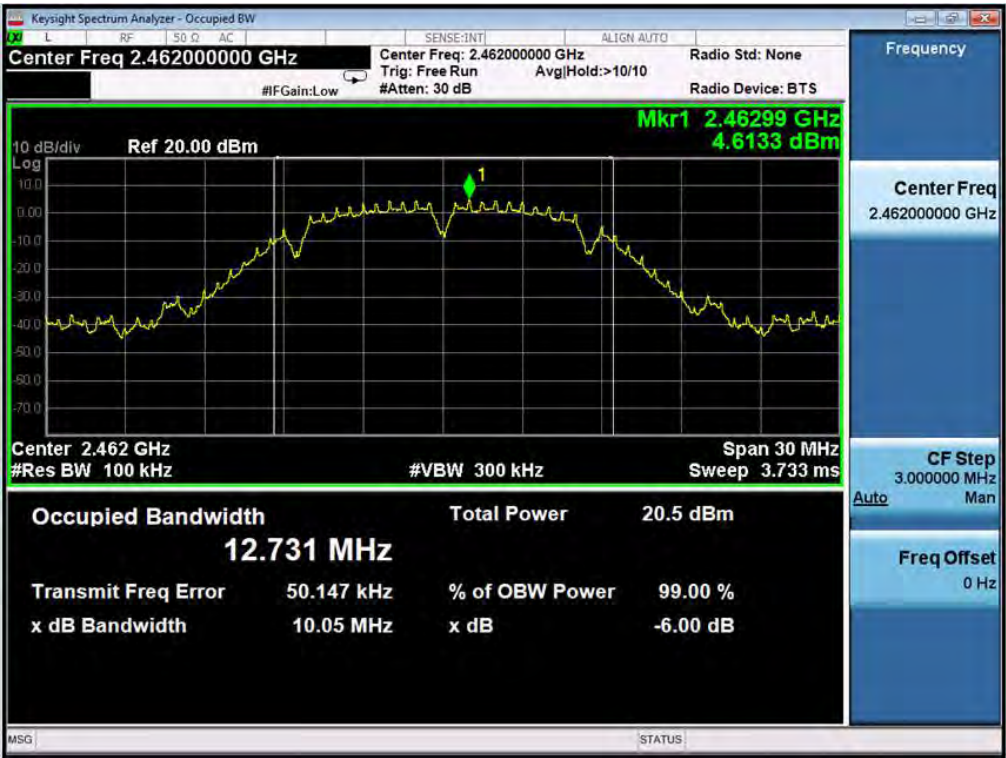 Keysight Spectrum Analyzer - Occupied BW
LXI L RF 50 Ω AC SENSE:INT ALIGN AUTO
Center Freq 2.462000000 GHz
Center Freq: 2.462000000 GHz
Radio Std: None
Trig: Free Run Avg|Hold:>10/10
#IFGain:Low
#Atten: 30 dB
Radio Device: BTS
Mkr1 2.46299 GHz
4.6133 dBm
10 dB/div Ref 20.00 dBm
Log
10.0
0.00
-10.0
-20.0
-30.0
-40.0
-50.0
-60.0
-70.0
1
Center 2.462 GHz
Span 30 MHz
#Res BW 100 kHz
#VBW 300 kHz
Sweep 3.733 ms
Occupied Bandwidth
12.731 MHz
Total Power 20.5 dBm
Transmit Freq Error 50.147 kHz
% of OBW Power 99.00 %
x dB Bandwidth 10.05 MHz
x dB -6.00 dB
MSG
STATUS
Frequency
Center Freq
2.462000000 GHz
CF Step
3.000000 MHz
Auto Man
Freq Offset
0 Hz